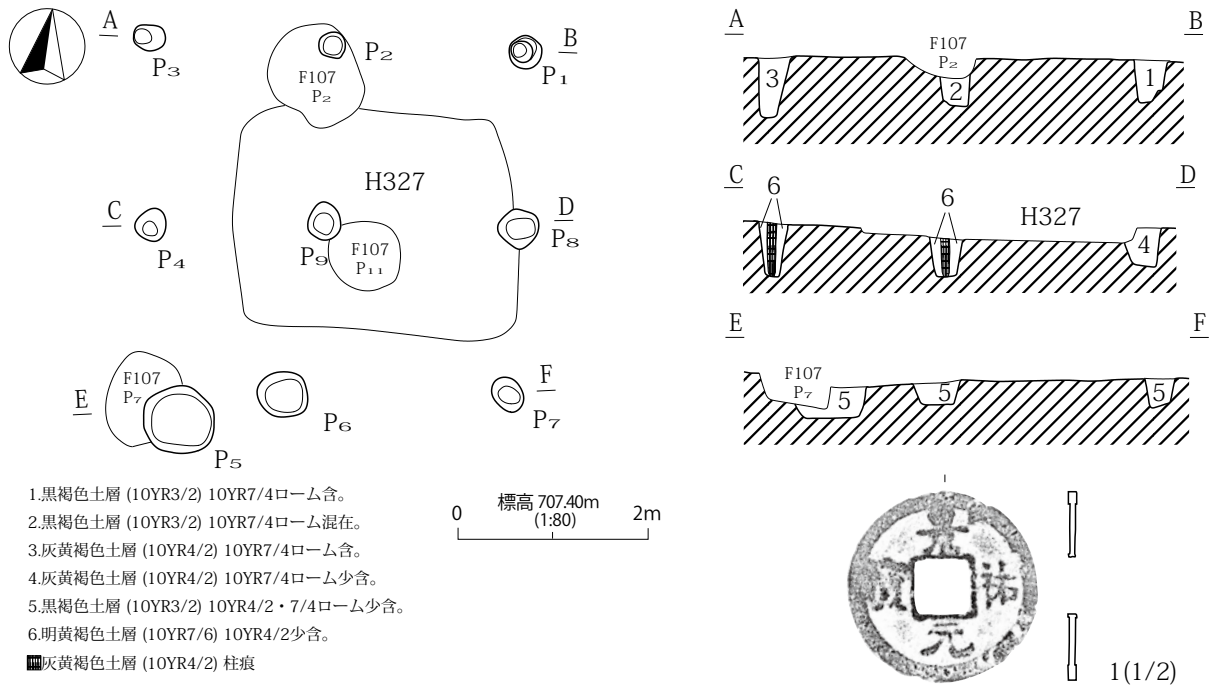 A
P3
F107
P2
P2
B
P1
H327
C
P4
P9
F107
P11
D
P8
E
F107
P7
P5
P6
F
P7
A
B
F107
P2
3
2
1
C
D
6
6
H327
4
E
F
F107
P7
5
5
5
1.黒褐色土層 (10YR3/2) 10YR7/4ローム含。
2.黒褐色土層 (10YR3/2) 10YR7/4ローム混在。
3.灰黄褐色土層 (10YR4/2) 10YR7/4ローム含。
4.灰黄褐色土層 (10YR4/2) 10YR7/4ローム少含。
5.黒褐色土層 (10YR3/2) 10YR4/2・7/4ローム少含。
6.明黄褐色土層 (10YR7/6) 10YR4/2少含。
灰黄褐色土層 (10YR4/2) 柱痕
標高 707.40m
0 (1:80) 2m
景
祐
元
寶
1(1/2)